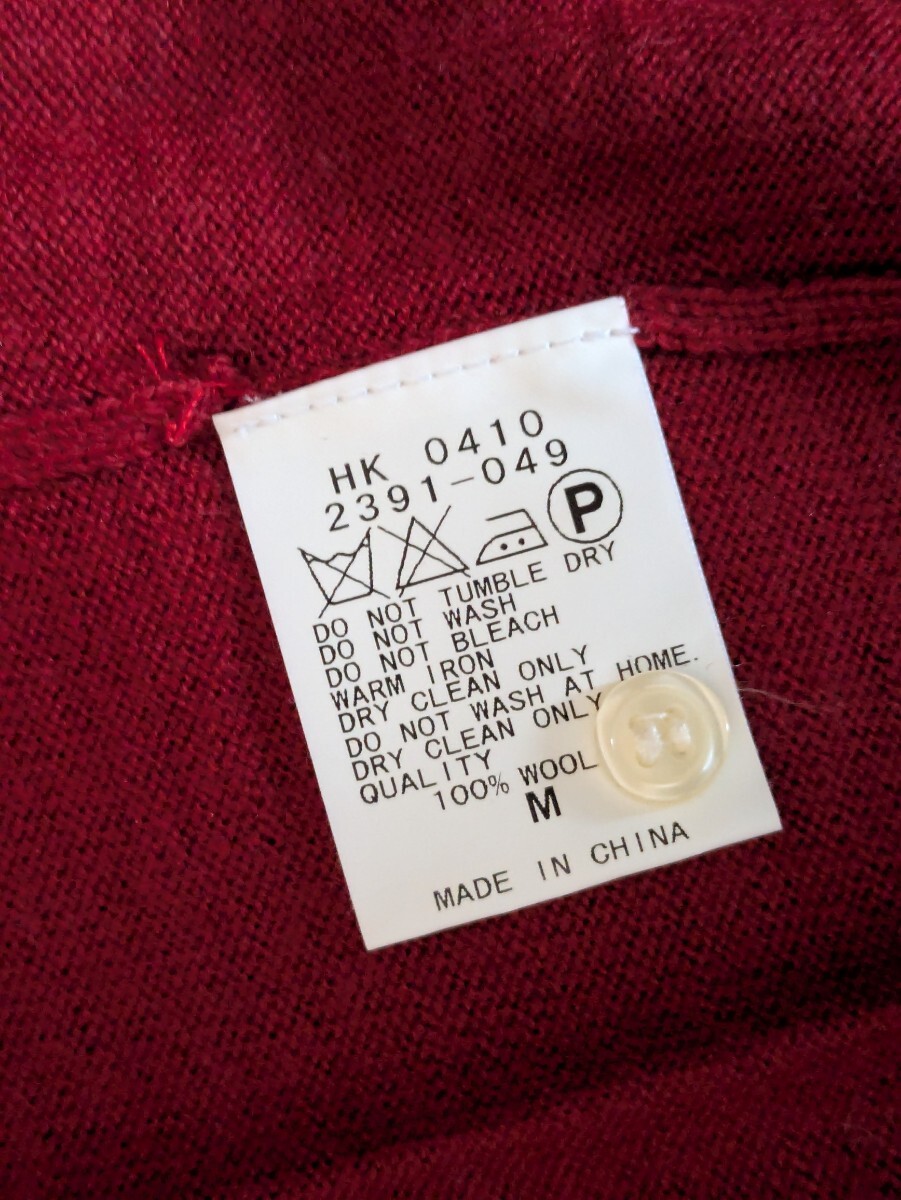 HK 0410
2391-049
P
DO NOT TUMBLE DRY
DO NOT WASH
DO NOT BLEACH
WARM IRON
DRY CLEAN ONLY
DO NOT WASH AT HOME.
DRY CLEAN ONLY
QUALITY
100% WOOL
M
MADE IN CHINA